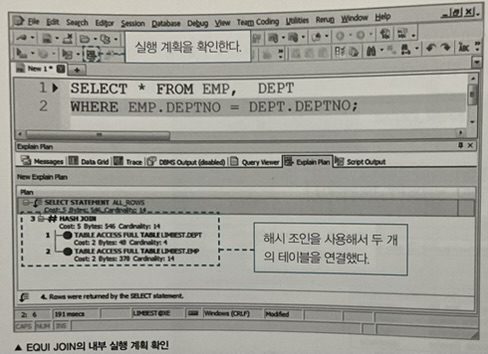 File Edit Search Editor Session Database Debug View Team Coding Utilities Rerun Window Help
실행 계획을 확인한다.
New 1 *
1 SELECT * FROM EMP, DEPT
2 WHERE EMP.DEPTNO = DEPT.DEPTNO;
Explain Plan
Messages Data Grid Trace DBMS Output (disabled) Query Viewer Explain Plan Script Output
New Explain Plan
Plan
SELECT STATEMENT ALL_ROWS
Cost: 5 Bytes: 546 Cardinality: 14
3 HASH JOIN
Cost: 5 Bytes: 546 Cardinality: 14
1 TABLE ACCESS FULL TABLE LIMBEST.DEPT
Cost: 2 Bytes: 48 Cardinality: 4
2 TABLE ACCESS FULL TABLE LIMBEST.EMP
Cost: 2 Bytes: 378 Cardinality: 14
해시 조인을 사용해서 두 개
의 테이블을 연결했다.
4. Rows were returned by the SELECT statement.
2: 6 191 msecs LIMBEST@XE Windows (CRLF) Modified
CAPS NUM INS
▲ EQUI JOIN의 내부 실행 계획 확인